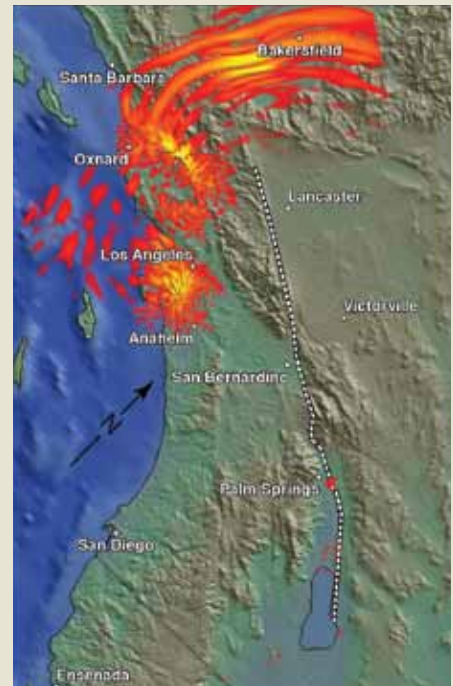 Bakersfield
Santa Barbara
Oxnard
Lancaster
Los Angeles
Victorville
Anaheim
San Bernardino
N
Palm Springs
San Diego
Ensenada